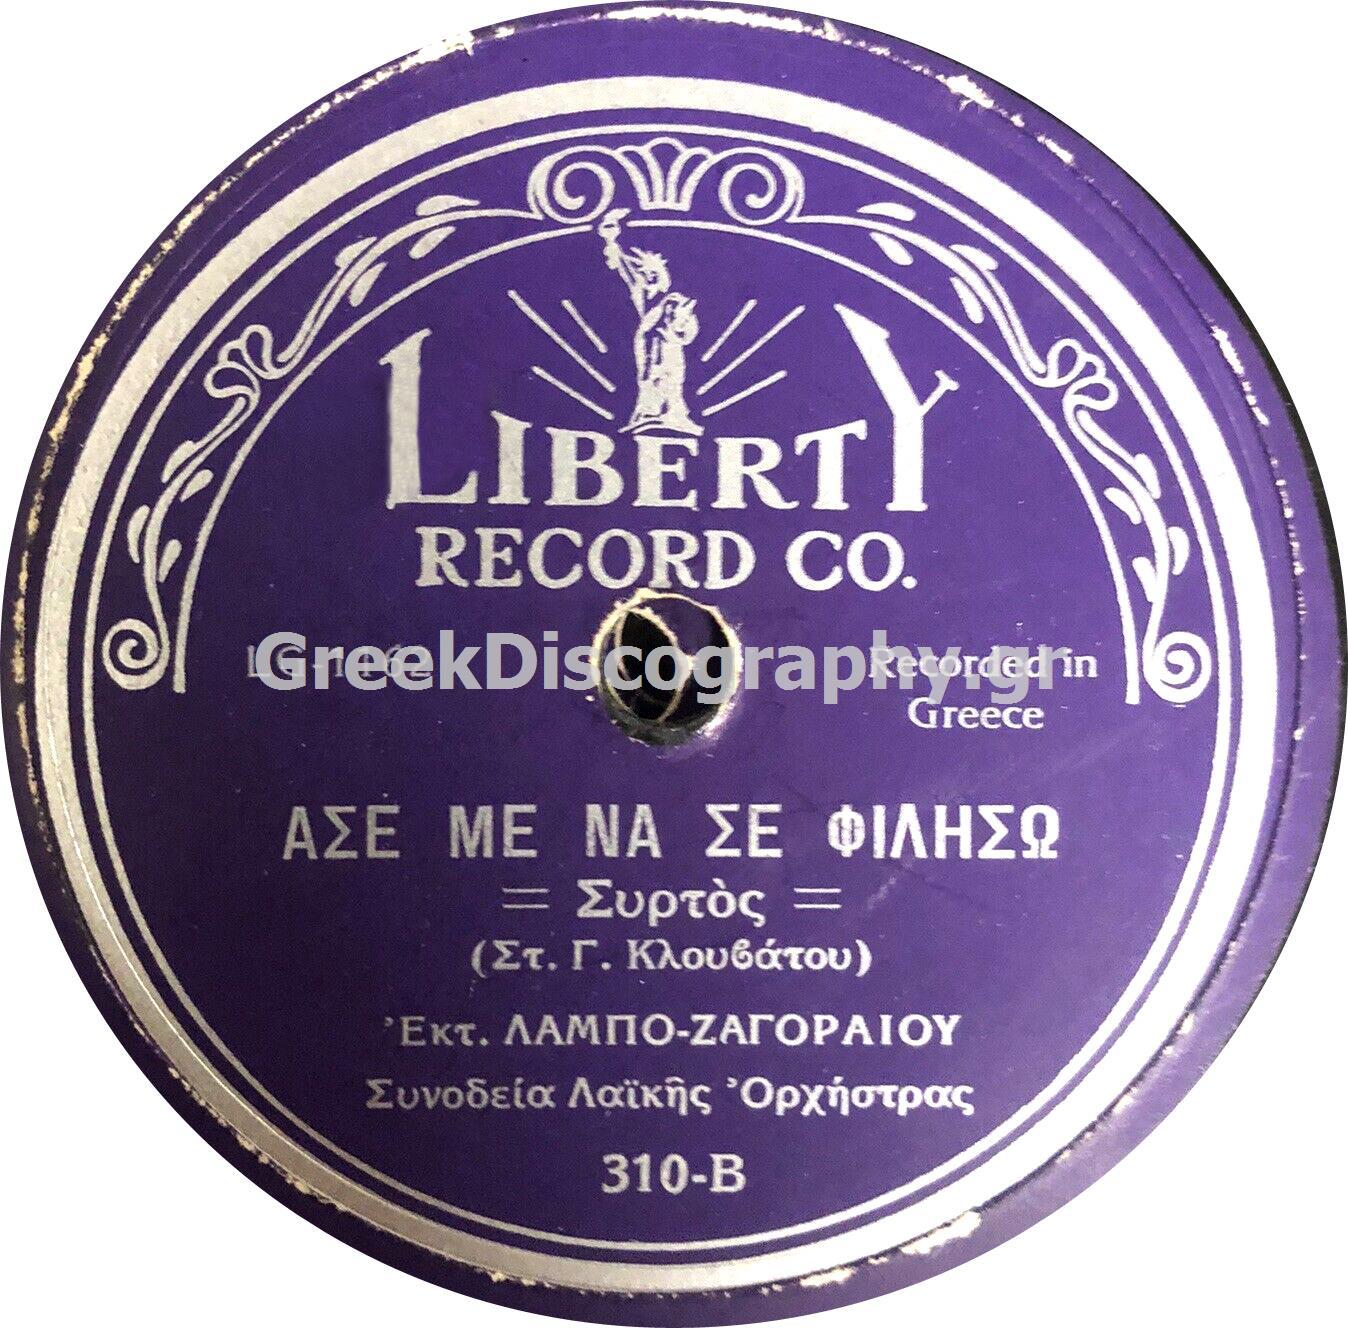 LIBERTY
RECORD CO.
GreekDiscography.gr
Recorded in
Greece
ΑΣΕ ΜΕ ΝΑ ΣΕ ΦΙΛΗΣΩ
= Συρτὸς =
(Στ. Γ. Κλουβάτου)
Ἐκτ. ΛΑΜΠΟ-ΖΑΓΟΡΑΙΟΥ
Συνοδεία Λαϊκῆς Ὀρχήστρας
310-B